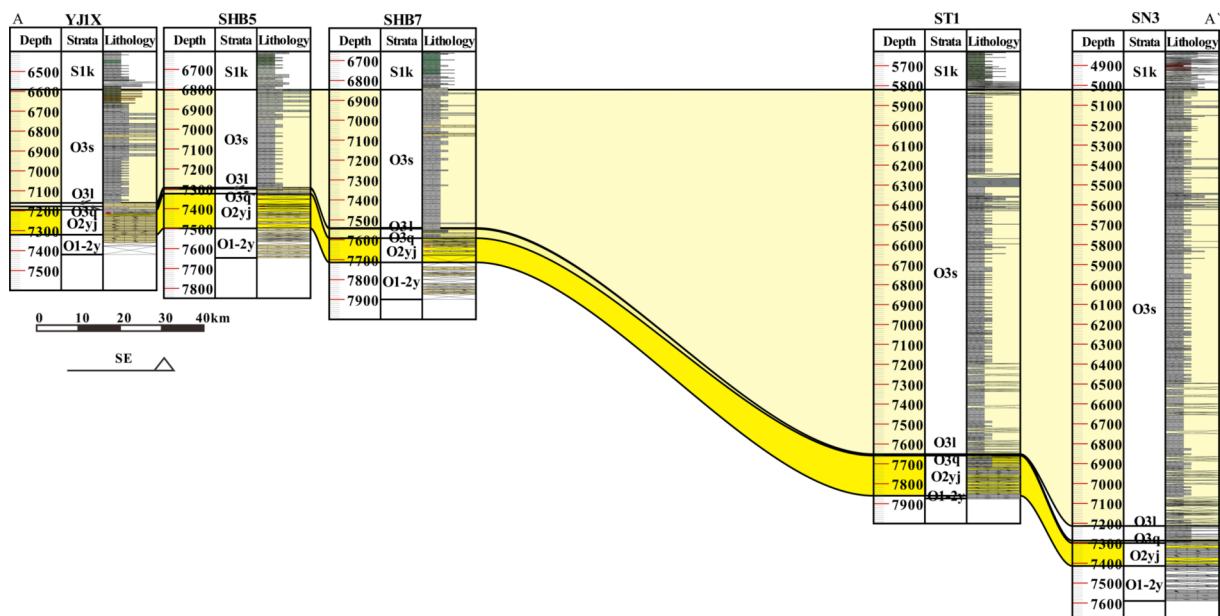 A YJ1X SHB5 SHB7 ST1 SN3 A`
Depth Strata Lithology
6500
6600
6700
6800
6900
7000
7100
7200
7300
7400
7500
S1k
O3s
O3l
O3q
O2yj
O1-2y
Depth Strata Lithology
6700
6800
6900
7000
7100
7200
7300
7400
7500
7600
7700
7800
S1k
O3s
O3l
O3q
O2yj
O1-2y
Depth Strata Lithology
6700
6800
6900
7000
7100
7200
7300
7400
7500
7600
7700
7800
7900
S1k
O3s
O3l
O3q
O2yj
O1-2y
Depth Strata Lithology
5700
5800
5900
6000
6100
6200
6300
6400
6500
6600
6700
6800
6900
7000
7100
7200
7300
7400
7500
7600
7700
7800
7900
S1k
O3s
O3l
O3q
O2yj
O1-2y
Depth Strata Lithology
4900
5000
5100
5200
5300
5400
5500
5600
5700
5800
5900
6000
6100
6200
6300
6400
6500
6600
6700
6800
6900
7000
7100
7200
7300
7400
7500
7600
S1k
O3s
O3l
O3q
O2yj
O1-2y
0 10 20 30 40km
SE